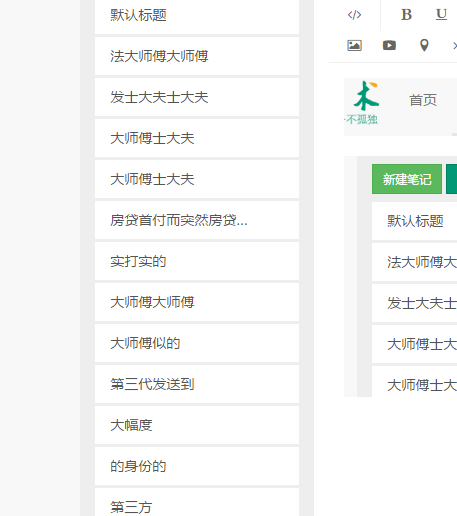 默认标题
法大师傅大师傅
发士大夫士大夫
大师傅士大夫
大师傅士大夫
房贷首付而突然房贷...
实打实的
大师傅大师傅
大师傅似的
第三代发送到
大幅度
的身份的
第三方
B U
不孤独
首页
新建笔记
默认标题
法大师傅大
发士大夫士
大师傅士大
大师傅士大